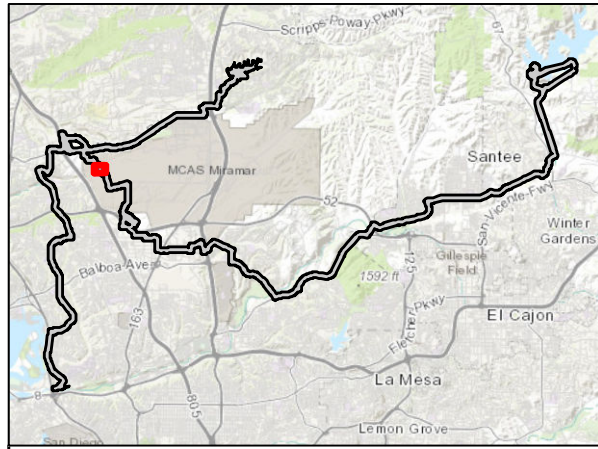 Scripps-Poway-Pkwy
67
Santee
MCAS Miramar
52
San-Vicente-Fwy
Winter
Gardens
Balboa-Avenu
125
Gillespie
Field
1592 ft
163
Fletcher Pkwy
El Cajon
8
La Mesa
805
Lemon Grove
San Diego